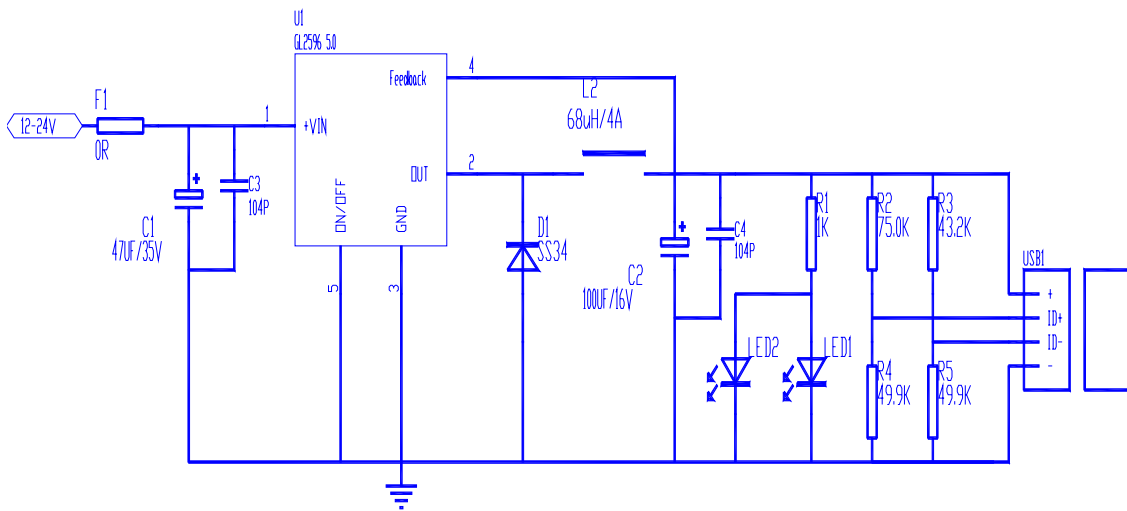 U1
GL2596 5.0
Feedback
4
L2
68uH/4A
F1
12-24V
0R
1
+VIN
2
OUT
ON/OFF
GND
C3
104P
C1
47UF/35V
+
D1
SS34
5
3
+
C4
104P
C2
100UF/16V
R1
1K
R2
75.0K
R3
43.2K
USB1
+
ID+
ID-
-
LED2
LED1
R4
49.9K
R5
49.9K